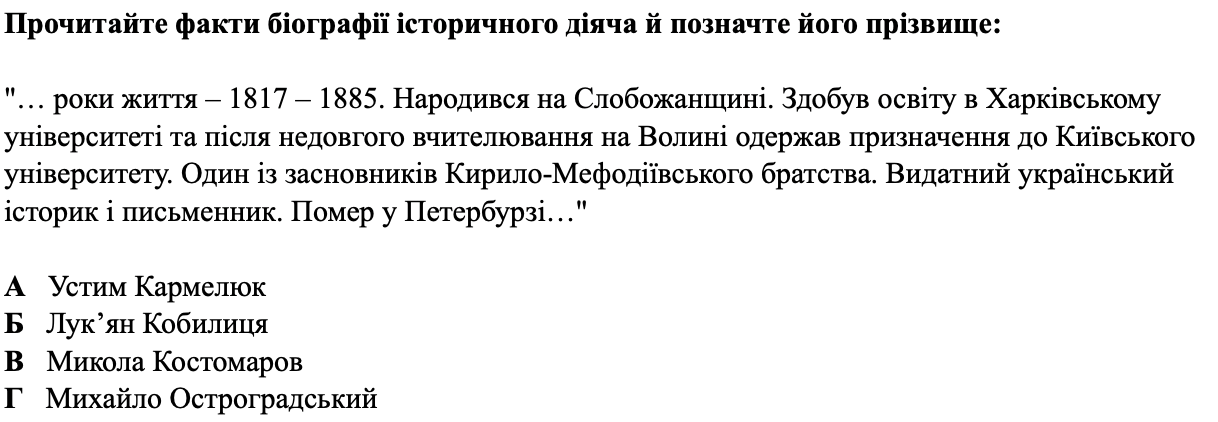 Прочитайте факти біографії історичного діяча й позначте його прізвище:
"… роки життя – 1817 – 1885. Народився на Слобожанщині. Здобув освіту в Харківському
університеті та після недовгого вчителювання на Волині одержав призначення до Київського
університету. Один із засновників Кирило-Мефодіївського братства. Видатний український
історик і письменник. Помер у Петербурзі…"
А Устим Кармелюк
Б Лук’ян Кобилиця
В Микола Костомаров
Г Михайло Остроградський